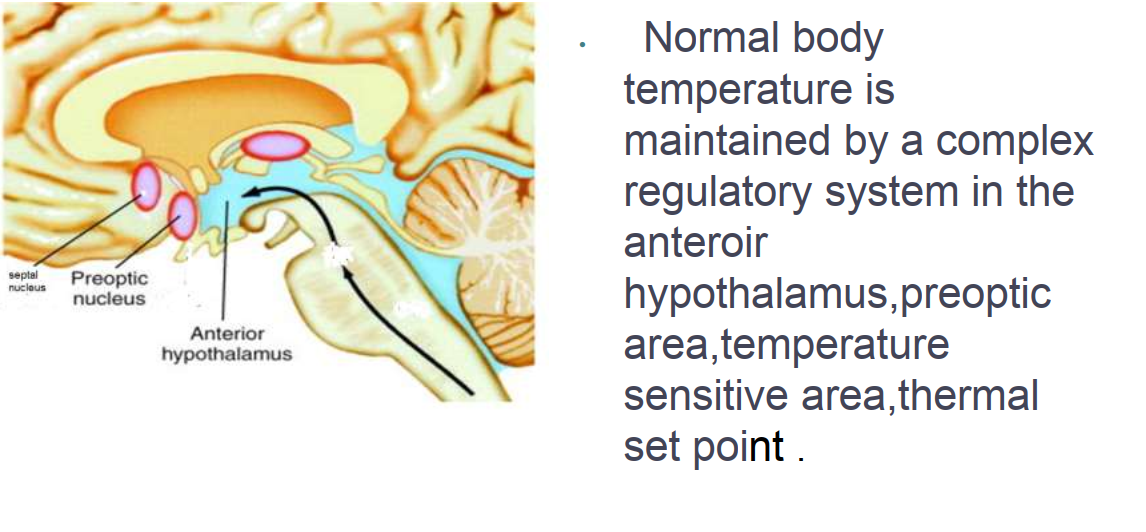 septal
nucleus
Preoptic
nucleus
Anterior
hypothalamus
• Normal body
temperature is
maintained by a complex
regulatory system in the
anteroir
hypothalamus,preoptic
area,temperature
sensitive area,thermal
set point .